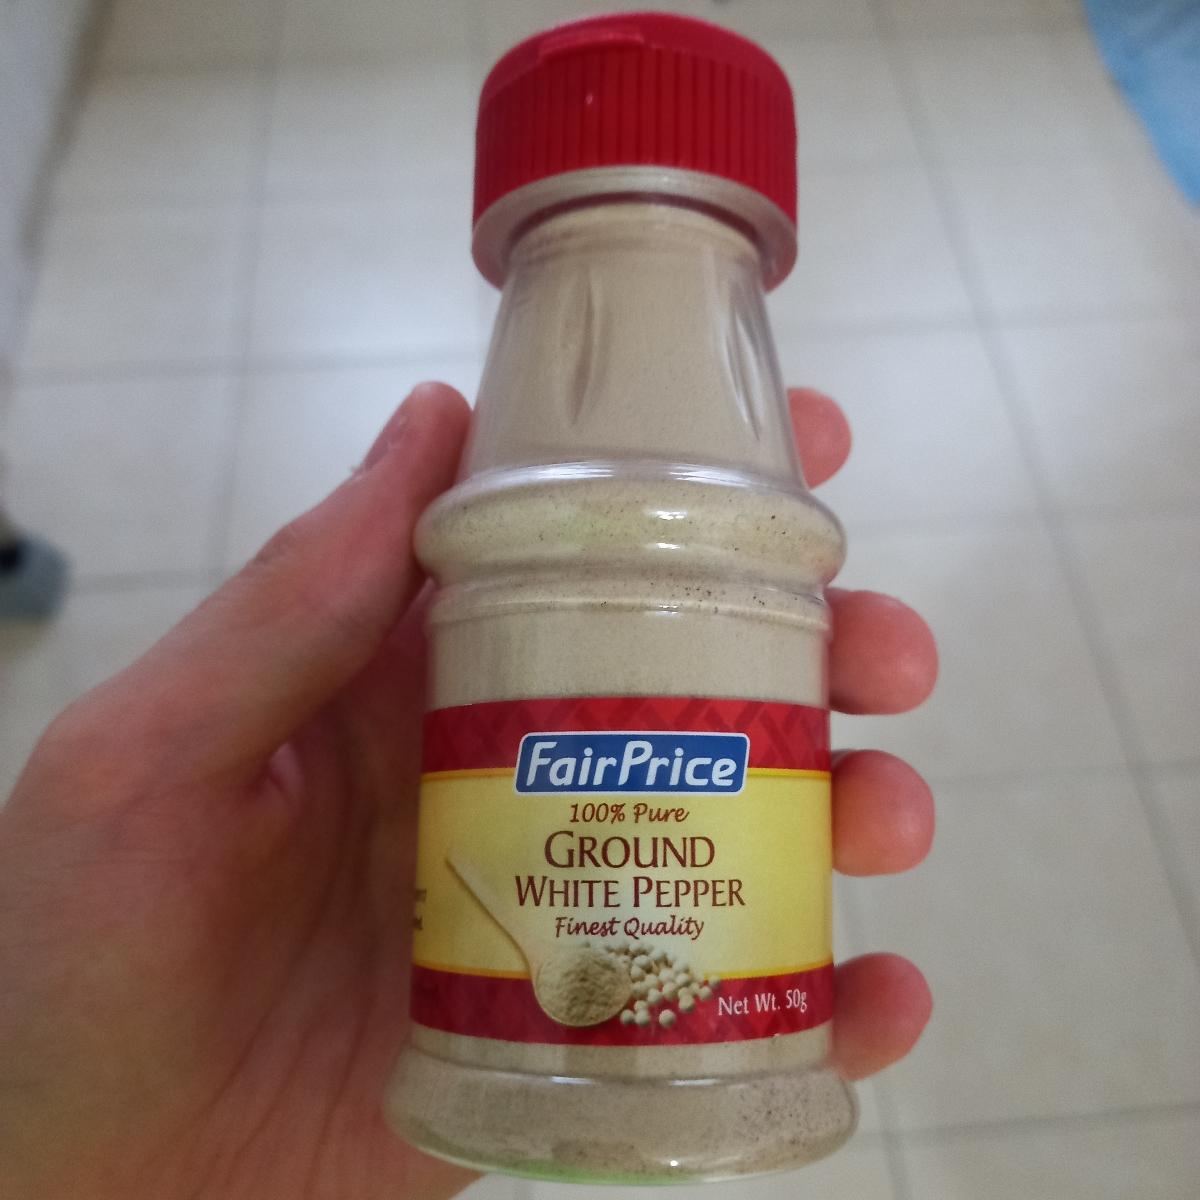 FairPrice
100% Pure
GROUND
WHITE PEPPER
Finest Quality
Net Wt. 50g